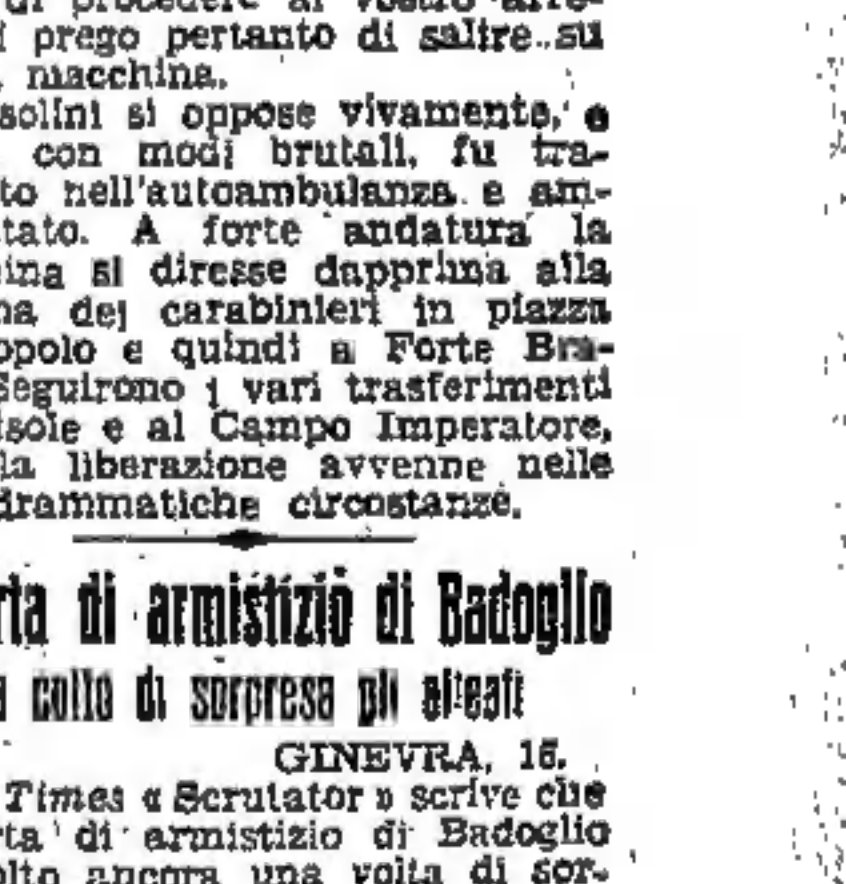 di procedere al vostro arre-
i prego pertanto di salire su
macchina.
solini si oppose vivamente, e
con modi brutali, fu tra-
to nell'autoambulanza e am-
tato. A forte andatura la
ina si diresse dapprima alla
na dei carabinieri in piazza
opolo e quindi a Forte Bra-
Seguirono i vari trasferimenti
sole e al Campo Imperatore,
la liberazione avvenne nelle
drammatiche circostanze.
rta di armistizio di Badoglio
a colto di sorpresa gli alleati
GINEVRA, 16.
Times « Scrutator » scrive che
rta di armistizio di Badoglio
olto ancora una volta di sor-